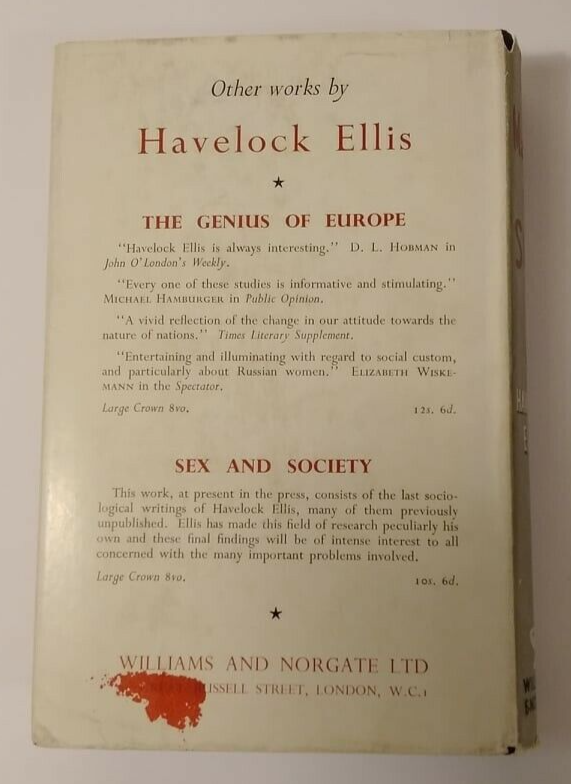 Other works by
Havelock Ellis
★
THE GENIUS OF EUROPE
"Havelock Ellis is always interesting." D. L. HOBMAN in
John O'London's Weekly.
"Every one of these studies is informative and stimulating."
MICHAEL HAMBURGER in Public Opinion.
"A vivid reflection of the change in our attitude towards the
nature of nations." Times Literary Supplement.
"Entertaining and illuminating with regard to social custom,
and particularly about Russian women." ELIZABETH WISKE-
MANN in the Spectator.
Large Crown 8vo. 12s. 6d.
SEX AND SOCIETY
This work, at present in the press, consists of the last socio-
logical writings of Havelock Ellis, many of them previously
unpublished. Ellis has made this field of research peculiarly his
own and these final findings will be of intense interest to all
concerned with the many important problems involved.
Large Crown 8vo. 10s. 6d.
★
WILLIAMS AND NORGATE LTD
STREET, LONDON, W.C.1